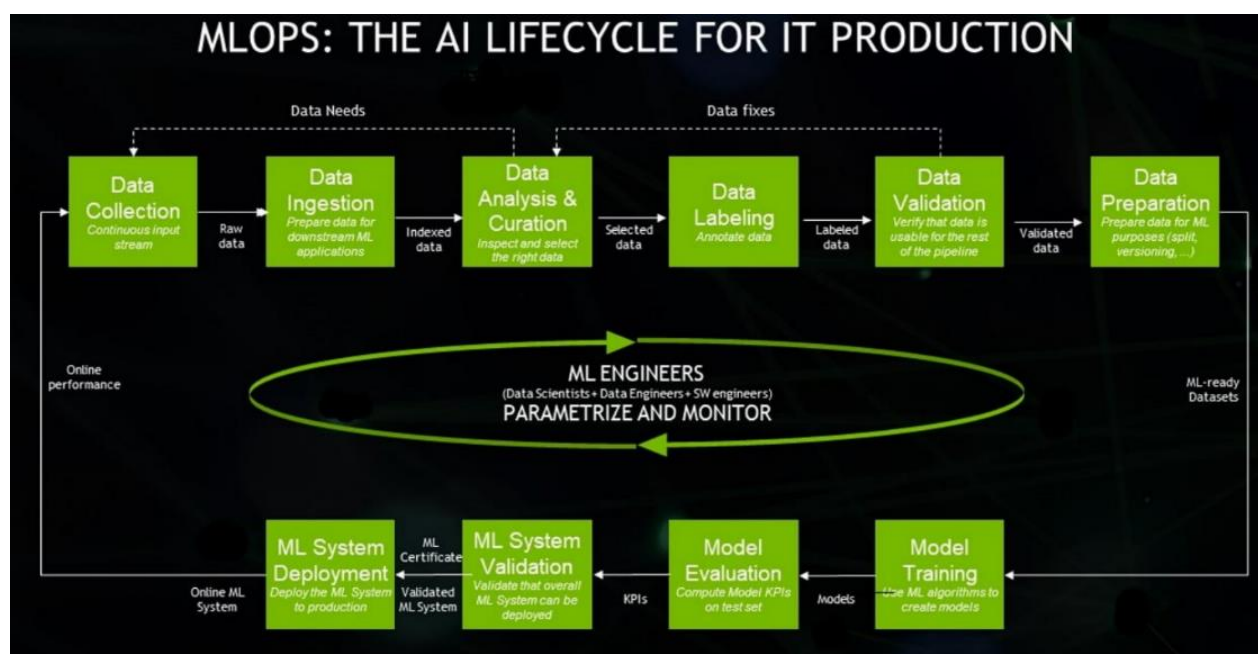 MLOPS: THE AI LIFECYCLE FOR IT PRODUCTION
Data Needs
Data fixes
Data
Collection
Continuous input
stream
Raw
data
Data
Ingestion
Prepare data for
downstream ML
applications
Indexed
data
Data
Analysis &
Curation
Inspect and select
the right data
Selected
data
Data
Labeling
Annotate data
Labeled
data
Data
Validation
Verify that data is
usable for the rest
of the pipeline
Validated
data
Data
Preparation
Prepare data for ML
purposes (split,
versioning, ...)
Online
performance
ML ENGINEERS
(Data Scientists + Data Engineers + SW engineers)
PARAMETRIZE AND MONITOR
ML-ready
Datasets
Online ML
System
ML System
Deployment
Deploy the ML System
to production
ML
Certificate
Validated
ML System
ML System
Validation
Validate that overall
ML System can be
deployed
KPIs
Model
Evaluation
Compute Model KPIs
on test set
Models
Model
Training
Use ML algorithms to
create models